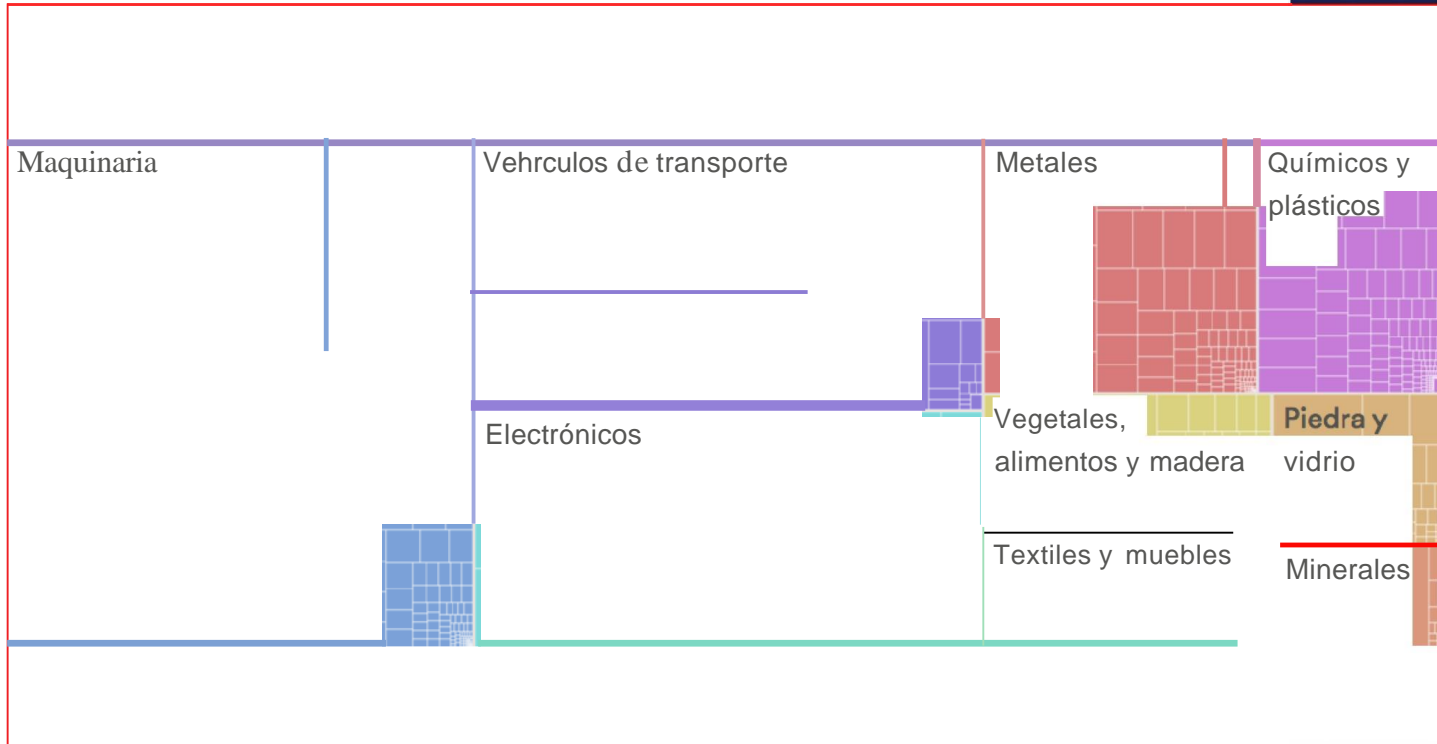 Maquinaria
Vehrculos de transporte
Metales
Químicos y
plásticos
Electrónicos
Vegetales,
alimentos y madera
Piedra y
vidrio
Textiles y muebles
Minerales